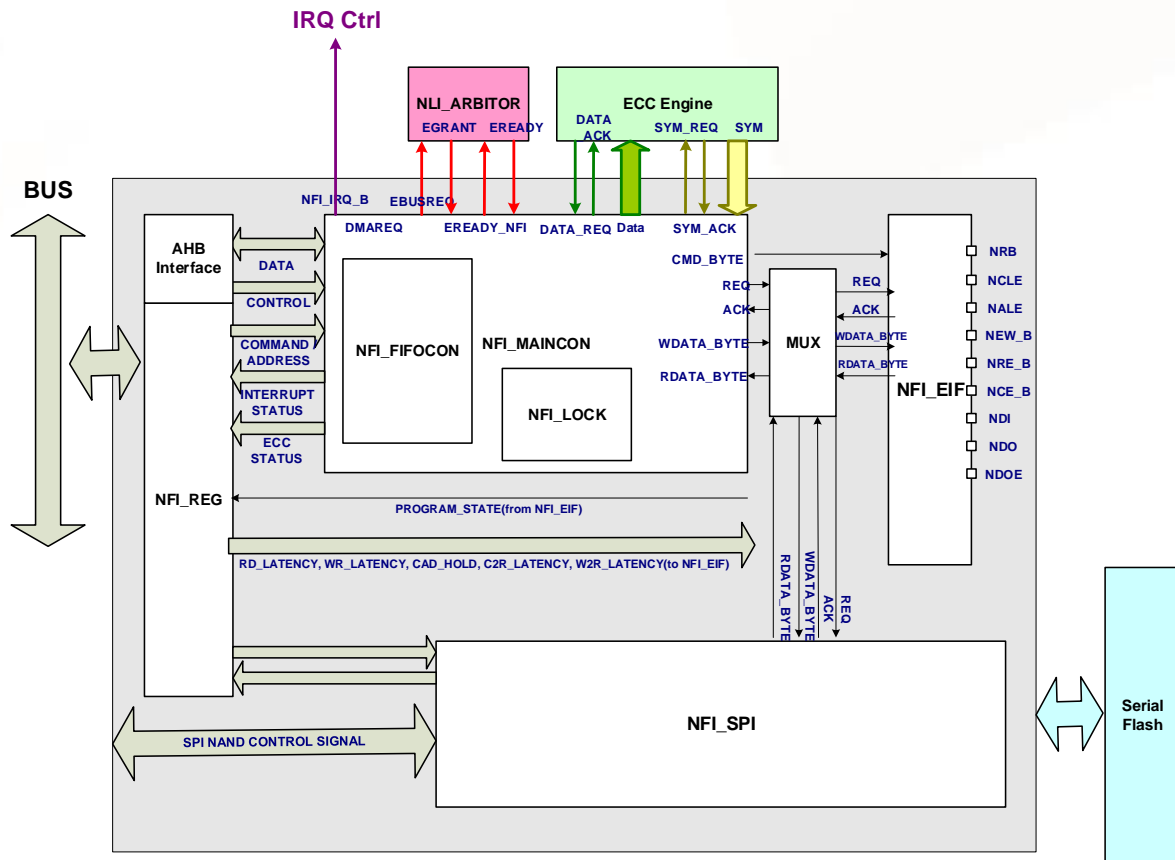 IRQ Ctrl
NLI_ARBITOR
EGRANT
EREADY
ECC Engine
DATA
ACK
SYM_REQ
SYM
BUS
NFI_IRQ_B
EBUSREQ
DMAREQ
EREADY_NFI
DATA_REQ
Data
SYM_ACK
AHB
Interface
DATA
CONTROL
COMMAND /
ADDRESS
INTERRUPT
STATUS
ECC
STATUS
NFI_REG
NFI_FIFOCON
NFI_MAINCON
NFI_LOCK
CMD_BYTE
REQ
ACK
WDATA_BYTE
RDATA_BYTE
MUX
REQ
ACK
WDATA_BYTE
RDATA_BYTE
NFI_EIF
NRB
NCLE
NALE
NEW_B
NRE_B
NCE_B
NDI
NDO
NDOE
PROGRAM_STATE(from NFI_EIF)
RD_LATENCY, WR_LATENCY, CAD_HOLD, C2R_LATENCY, W2R_LATENCY(to NFI_EIF)
RDATA_BYTE
WDATA_BYTE
ACK
REQ
NFI_SPI
SPI NAND CONTROL SIGNAL
Serial
Flash